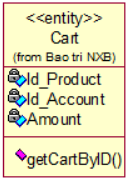 <<entity>>
Cart
(from Bao tri NXB)
Id_Product
Id_Account
Amount
getCartByID()